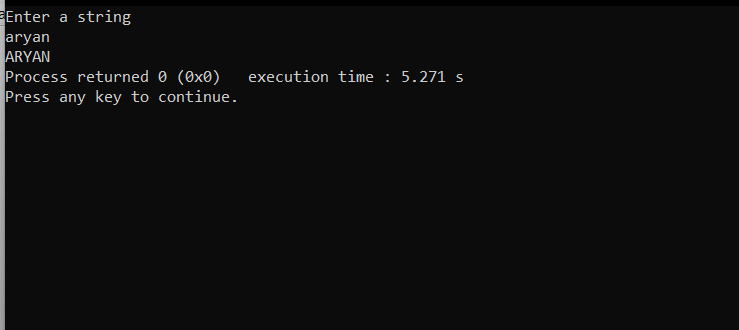 Enter a string
aryan
ARYAN
Process returned 0 (0x0)   execution time : 5.271 s
Press any key to continue.